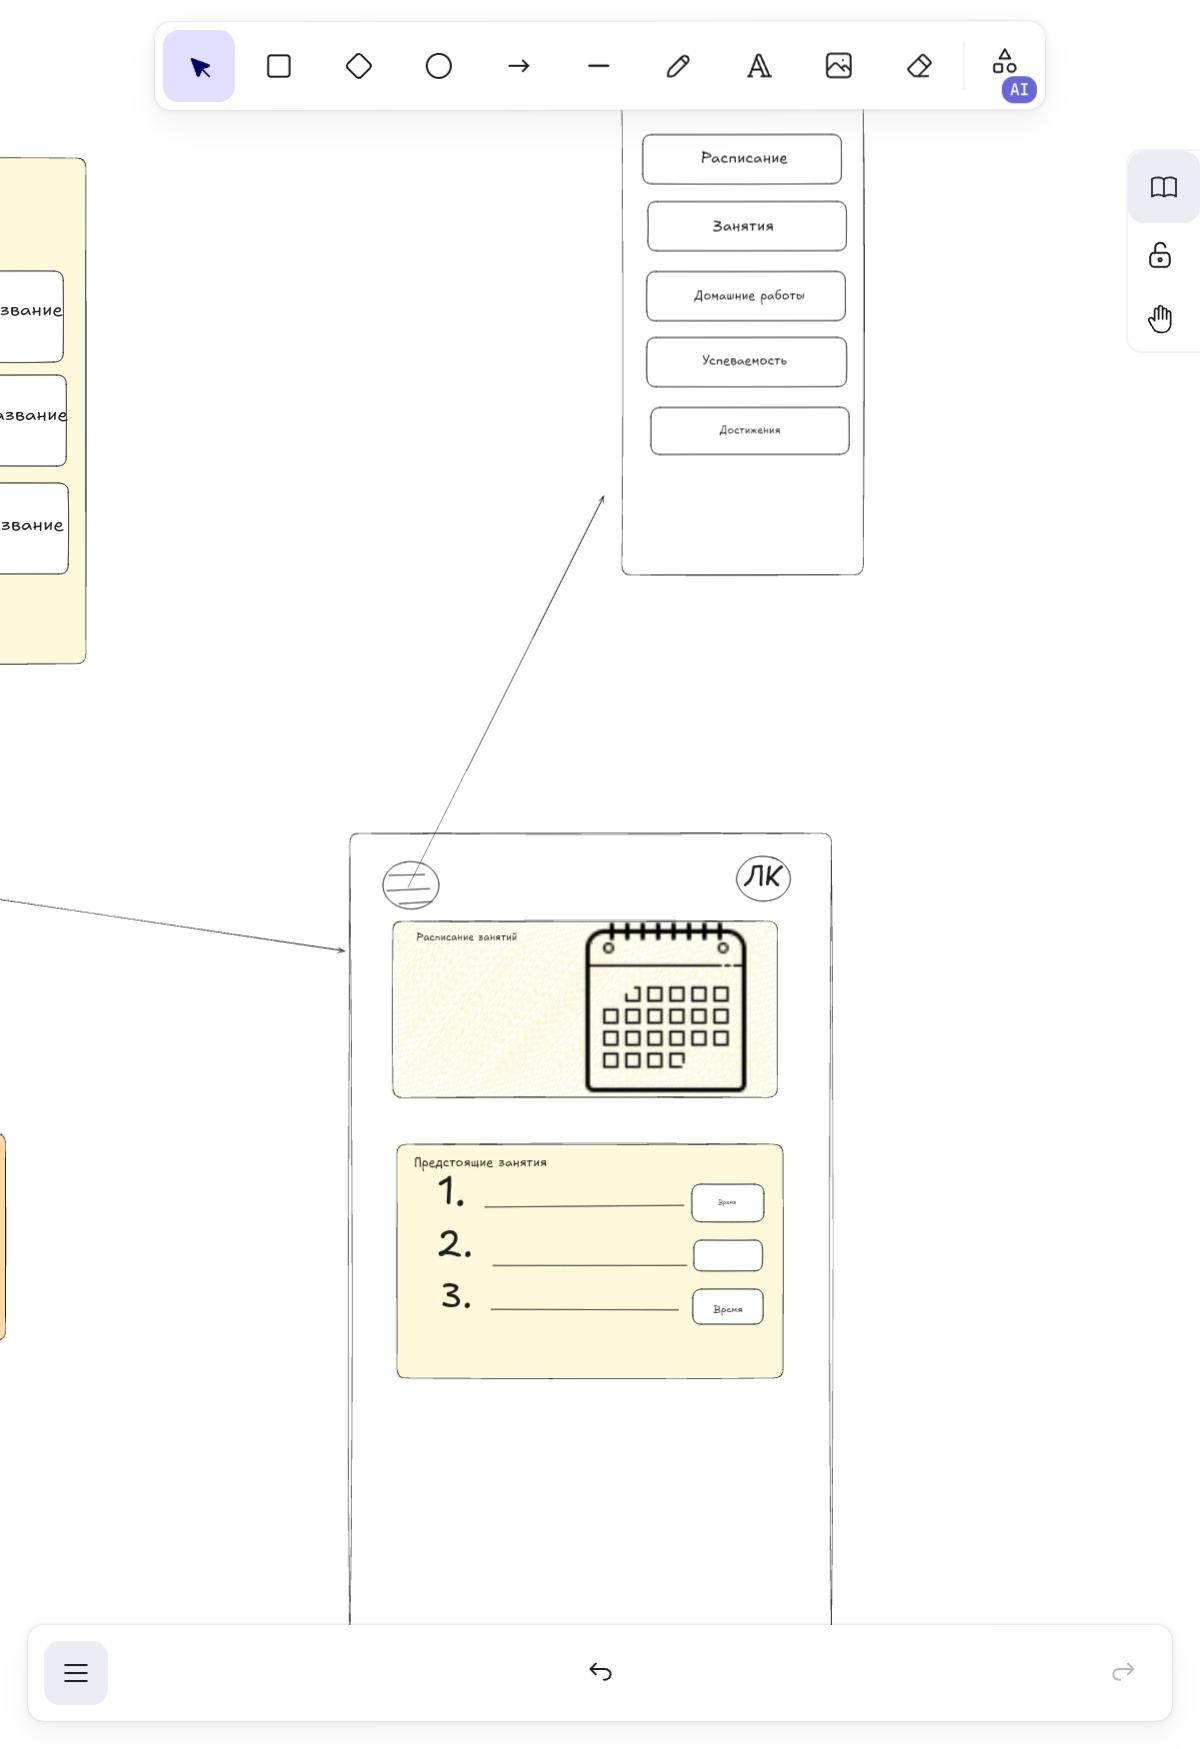 AI
Расписание
Занятия
Домашние работы
Успеваемость
Достижения
звание
азвание
звание
ЛК
Расписание занятий
Предстоящие занятия
1.
Время
2.
3.
Время